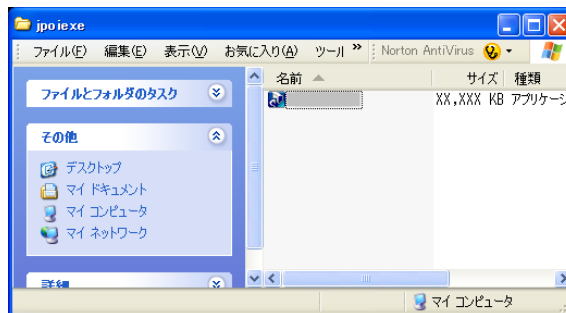 jpoiexe
ファイル(F) 編集(E) 表示(V) お気に入り(A) ツール » Norton AntiVirus
名前 サイズ 種類
ファイルとフォルダのタスク
XX,XXX KB アプリケーシ
その他
デスクトップ
マイ ドキュメント
マイ コンピュータ
マイ ネットワーク
詳細
マイ コンピュータ